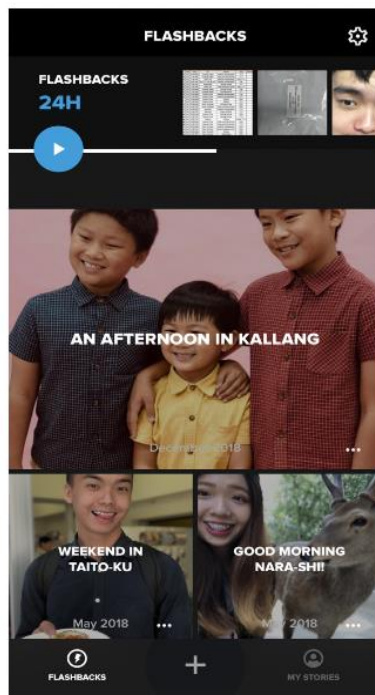 FLASHBACKS
FLASHBACKS
24H
AN AFTERNOON IN KALLANG
December 2018
WEEKEND IN
TAITO-KU
May 2018
GOOD MORNING
NARA-SHI!
May 2018
FLASHBACKS
MY STORIES